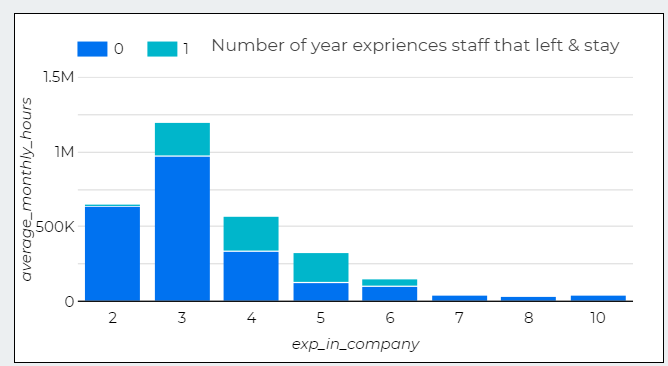 0 1 Number of year expriences staff that left & stay
1.5M
1M
500K
0
average_monthly_hours
2 3 4 5 6 7 8 10
exp_in_company